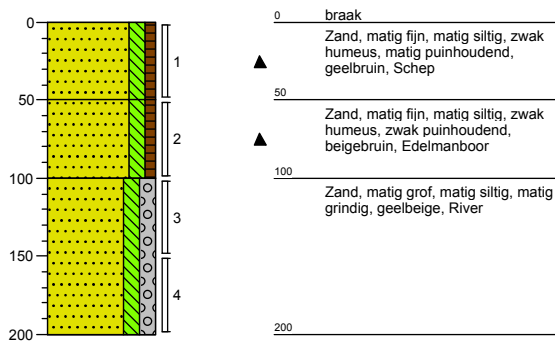 0
50
100
150
200
1
2
3
4
0 braak
Zand, matig fijn, matig siltig, zwak
humeus, matig puinhoudend,
geelbruin, Schep
50
Zand, matig fijn, matig siltig, zwak
humeus, zwak puinhoudend,
beigebruin, Edelmanboor
100
Zand, matig grof, matig siltig, matig
grindig, geelbeige, River
200